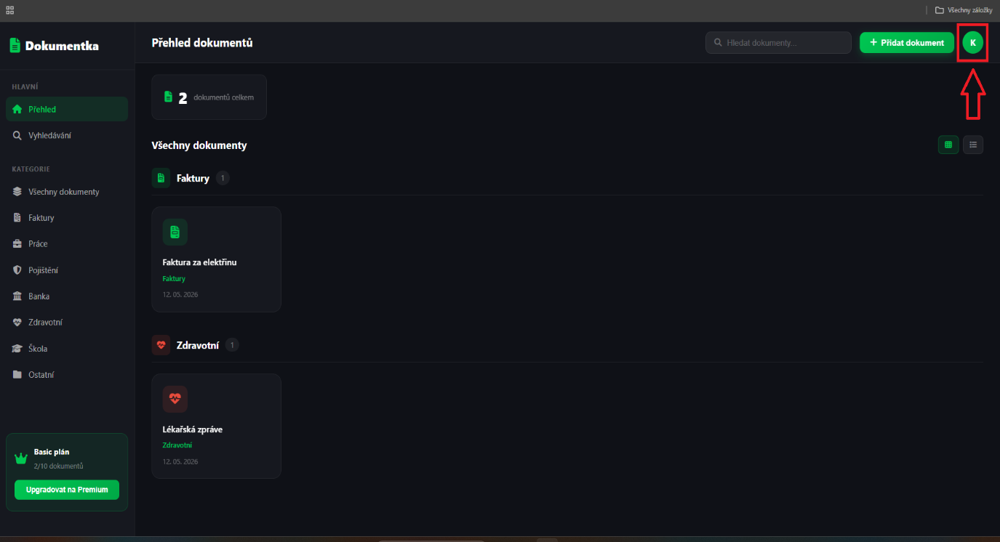 Všechny záložky
Dokumentka
Přehled dokumentů
Hledat dokumenty...
+ Přidat dokument
K
HLAVNÍ
Přehled
Vyhledávání
KATEGORIE
Všechny dokumenty
Faktury
Práce
Pojištění
Banka
Zdravotní
Škola
Ostatní
Basic plán
2/10 dokumentů
Upgradovat na Premium
2 dokumentů celkem
Všechny dokumenty
Faktury 1
Faktura za elektřinu
Faktury
12. 05. 2026
Zdravotní 1
Lékařská zpráve
Zdravotní
12. 05. 2026